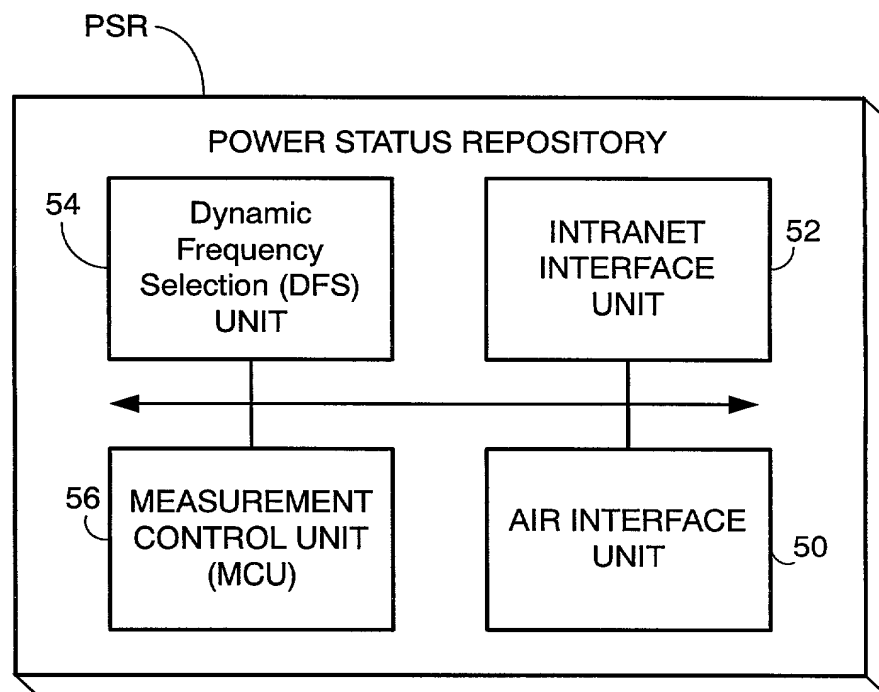 PSR
POWER STATUS REPOSITORY
54
Dynamic
Frequency
Selection (DFS)
UNIT
INTRANET
INTERFACE
UNIT
52
56
MEASUREMENT
CONTROL UNIT
(MCU)
AIR INTERFACE
UNIT
50